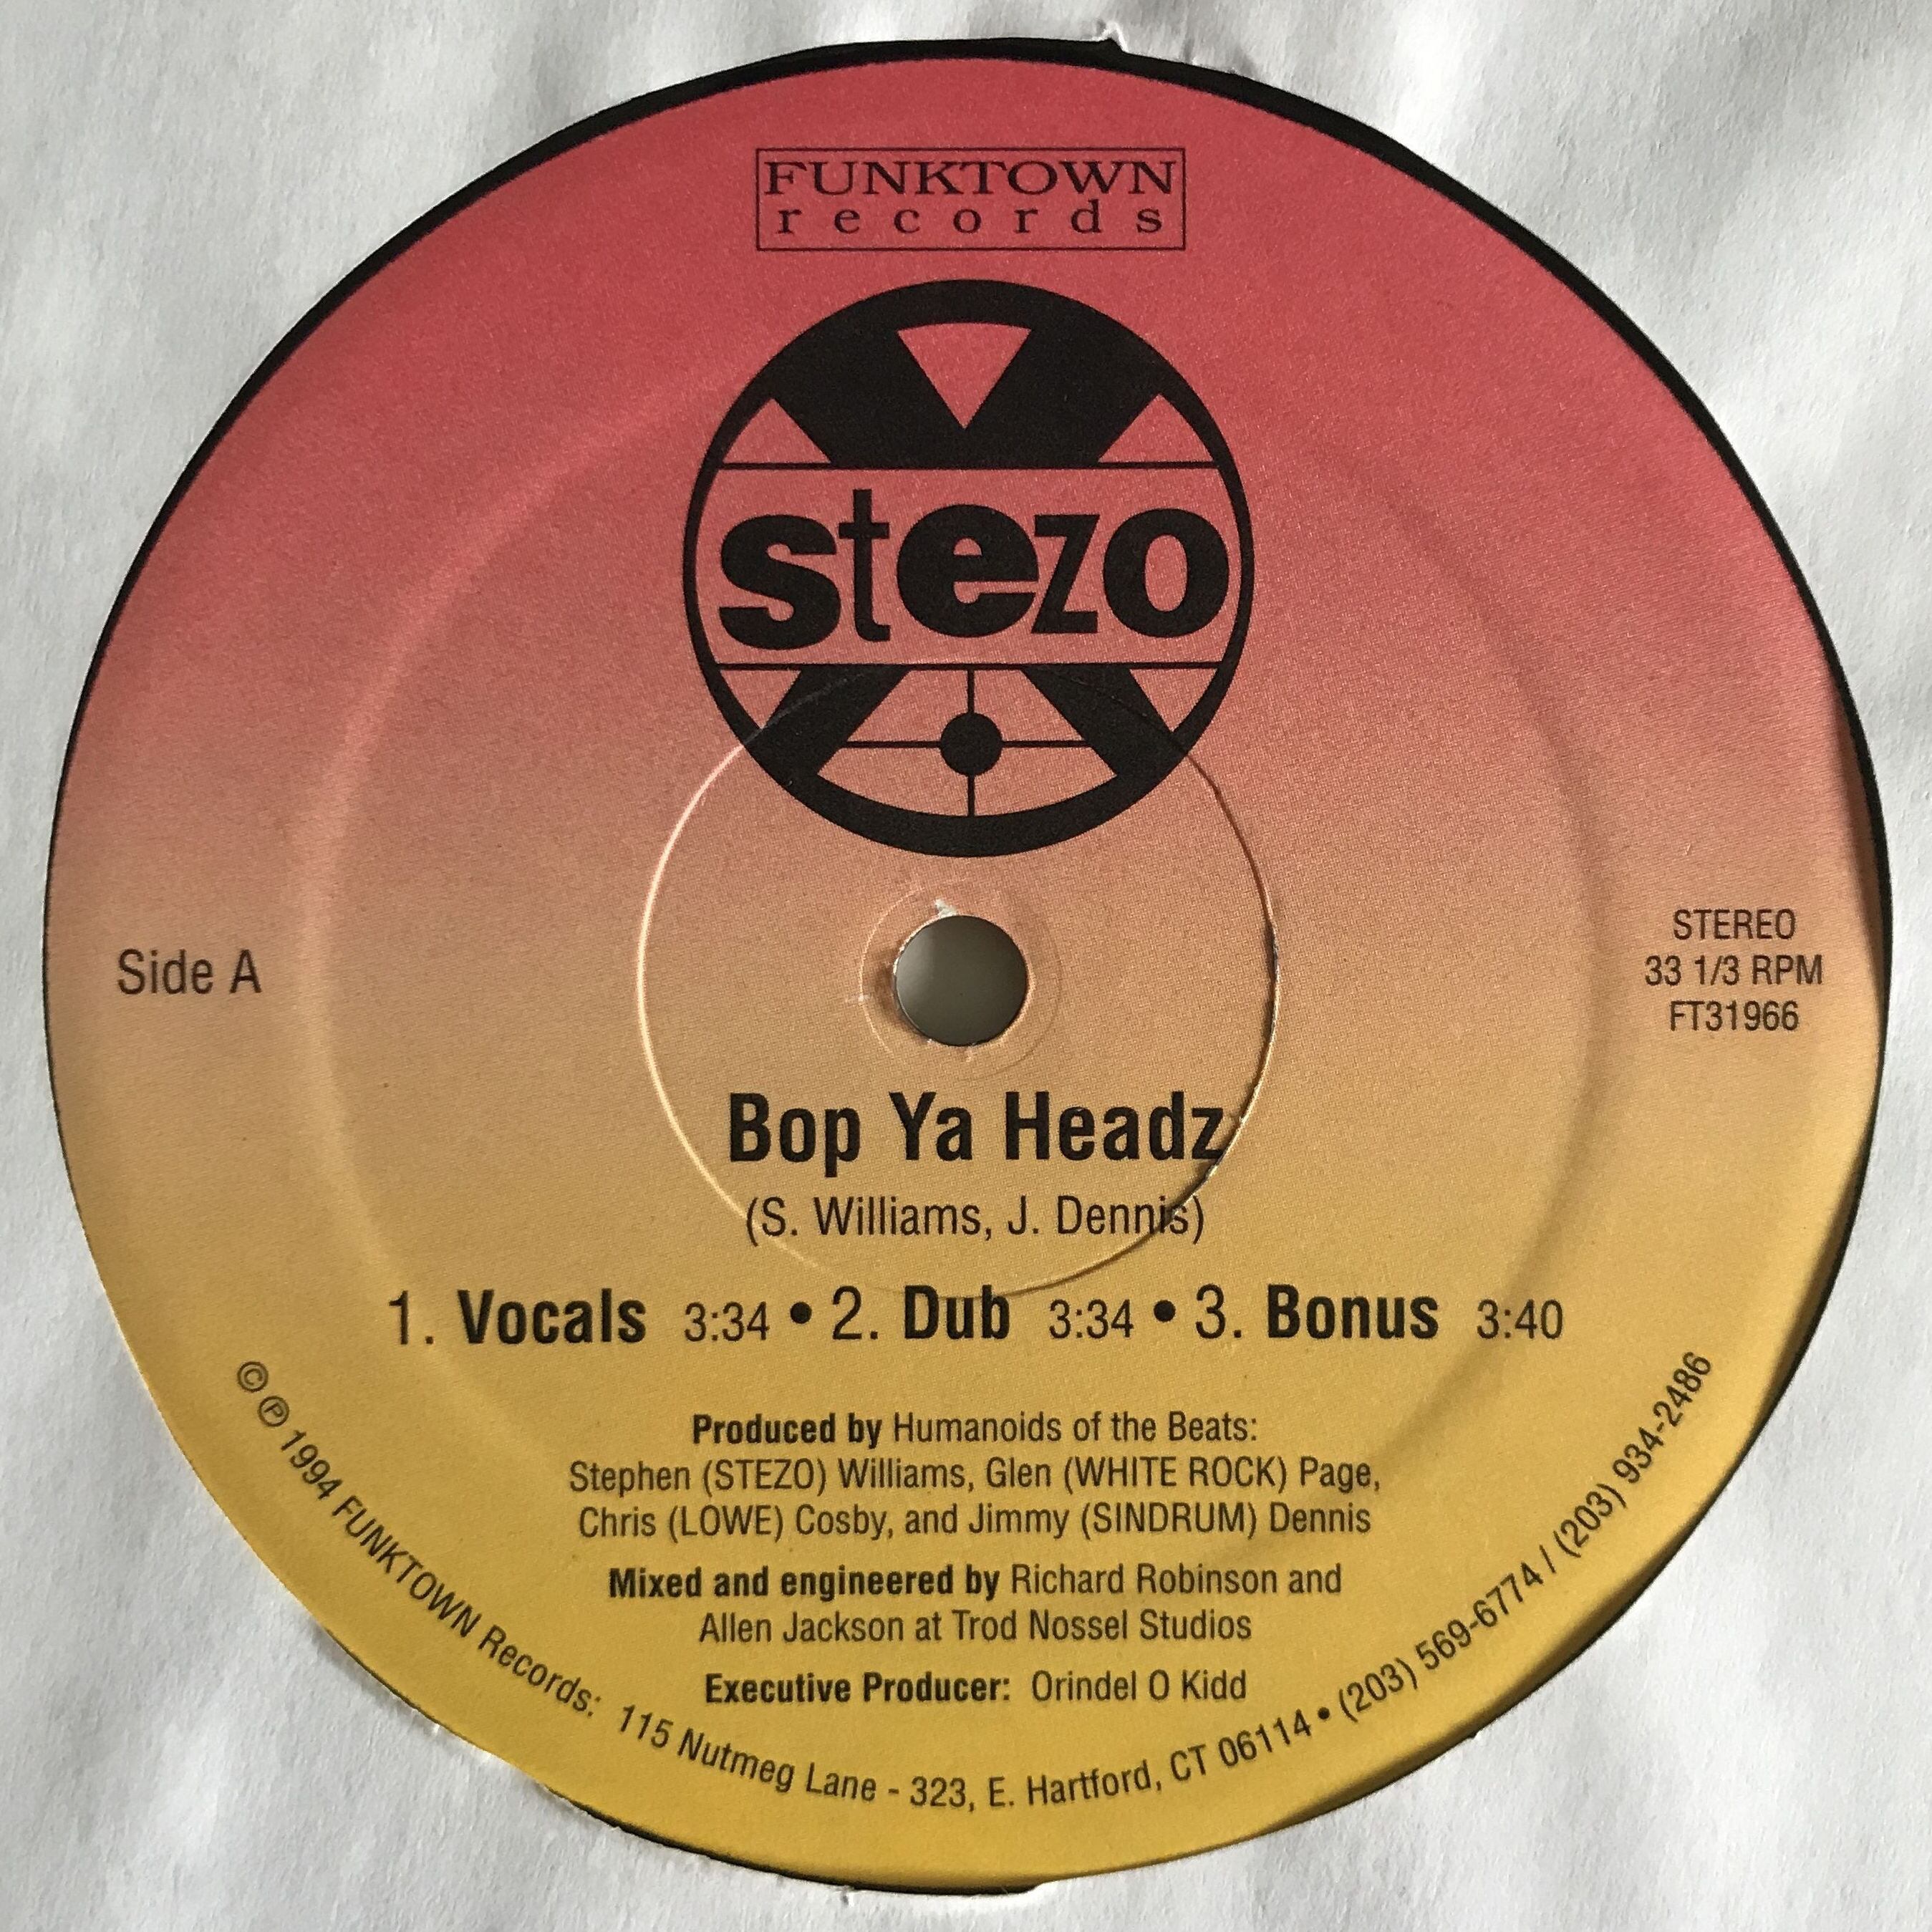 FUNKTOWN
records
stezo
Side A
STEREO
33 1/3 RPM
FT31966
Bop Ya Headz
(S. Williams, J. Dennis)
1. Vocals 3:34 • 2. Dub 3:34 • 3. Bonus 3:40
Produced by Humanoids of the Beats:
Stephen (STEZO) Williams, Glen (WHITE ROCK) Page,
Chris (LOWE) Cosby, and Jimmy (SINDRUM) Dennis
Mixed and engineered by Richard Robinson and
Allen Jackson at Trod Nossel Studios
Executive Producer: Orindel O Kidd
©℗ 1994 FUNKTOWN Records: 115 Nutmeg Lane - 323, E. Hartford, CT 06114 • (203) 569-6774 / (203) 934-2486